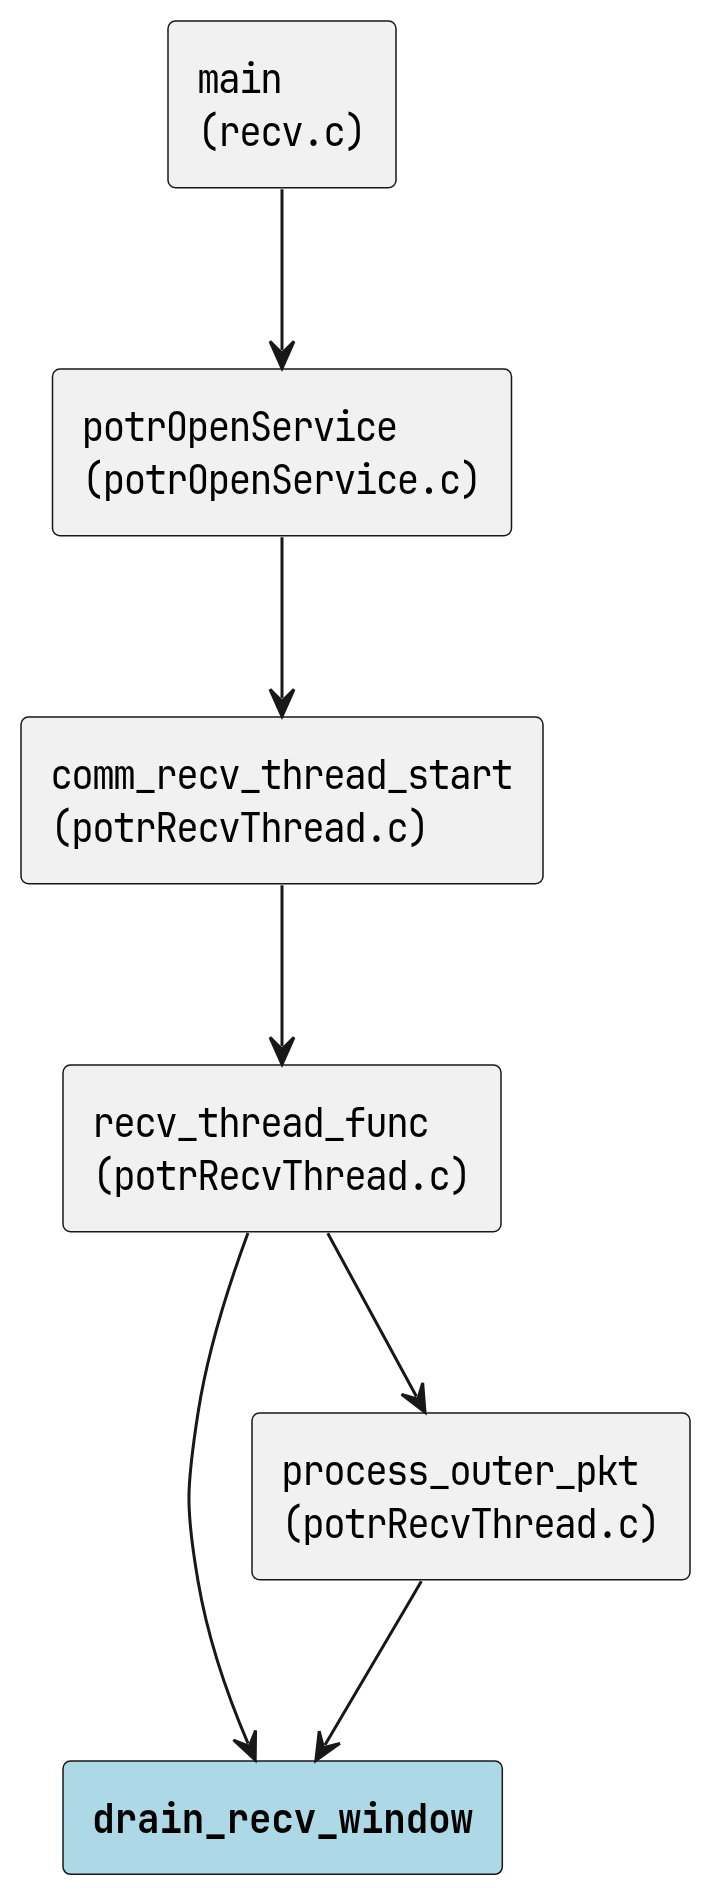 main
(recv.c)
potrOpenService
(potrOpenService.c)
comm_recv_thread_start
(potrRecvThread.c)
recv_thread_func
(potrRecvThread.c)
process_outer_pkt
(potrRecvThread.c)
drain_recv_window